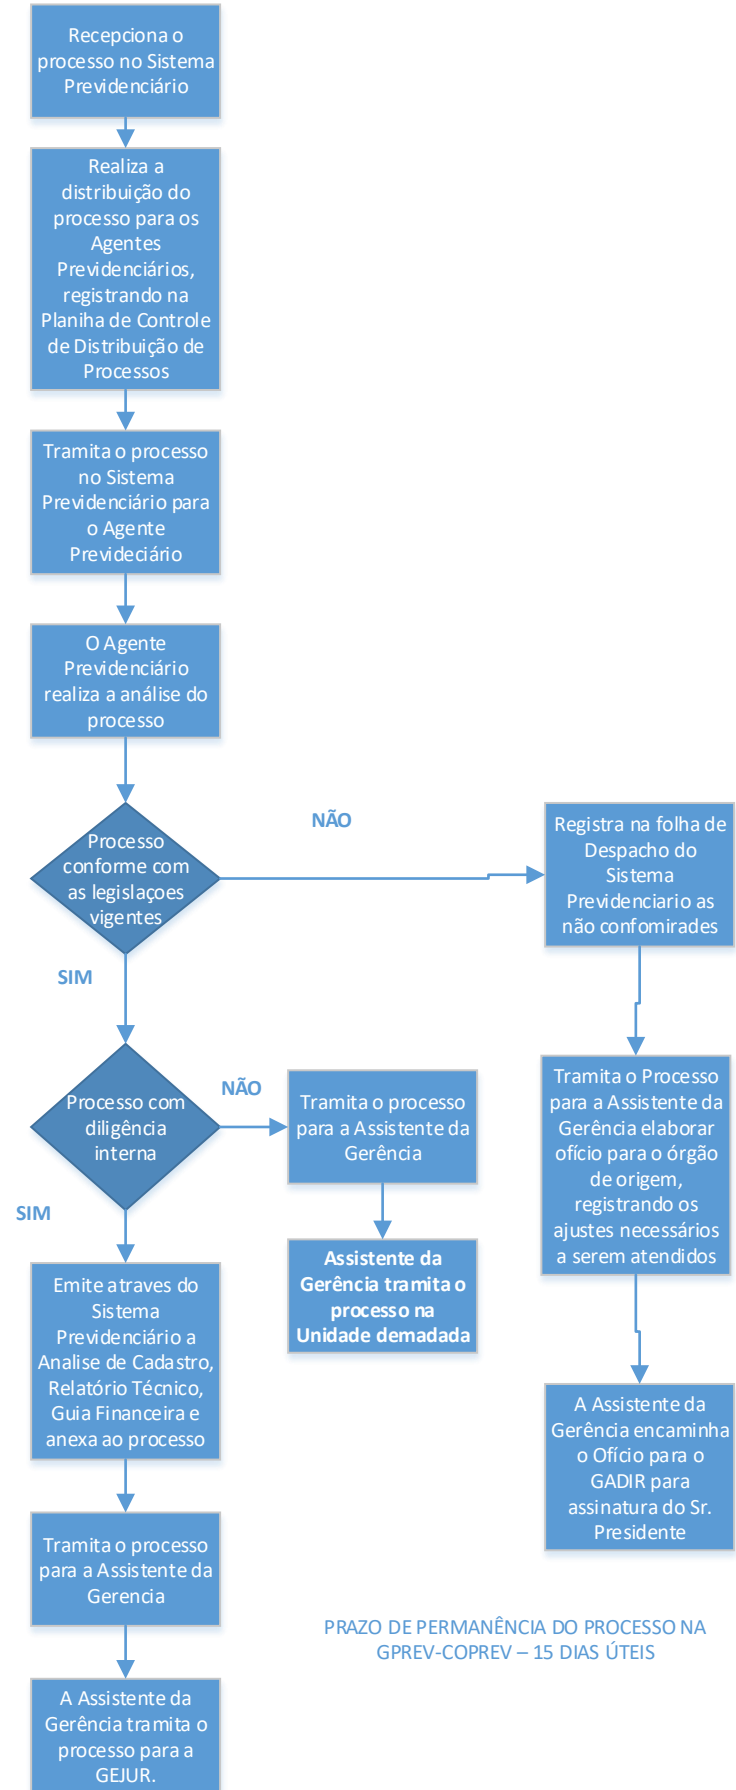 Recepciona o
processo no Sistema
Previdenciário
Realiza a
distribuição do
processo para os
Agentes
Previdenciários,
registrando na
Planiha de Controle
de Distribuição de
Processos
Tramita o processo
no Sistema
Previdenciário para
o Agente
Prevideciário
O Agente
Previdenciário
realiza a análise do
processo
Processo
conforme com
as legislaçoes
vigentes
NÃO
Registra na folha de
Despacho do
Sistema
Previdenciario as
não confomirades
SIM
Processo com
diligência
interna
NÃO
Tramita o processo
para a Assistente da
Gerência
Assistente da
Gerência tramita o
processo na
Unidade demadada
Tramita o Processo
para a Assistente da
Gerência elaborar
ofício para o órgão
de origem,
registrando os
ajustes necessários
a serem atendidos
SIM
Emite atraves do
Sistema
Previdenciário a
Analise de Cadastro,
Relatório Técnico,
Guia Financeira e
anexa ao processo
A Assistente da
Gerência encaminha
o Ofício para o
GADIR para
assinatura do Sr.
Presidente
Tramita o processo
para a Assistente da
Gerencia
PRAZO DE PERMANÊNCIA DO PROCESSO NA
GPREV-COPREV – 15 DIAS ÚTEIS
A Assistente da
Gerência tramita o
processo para a
GEJUR.